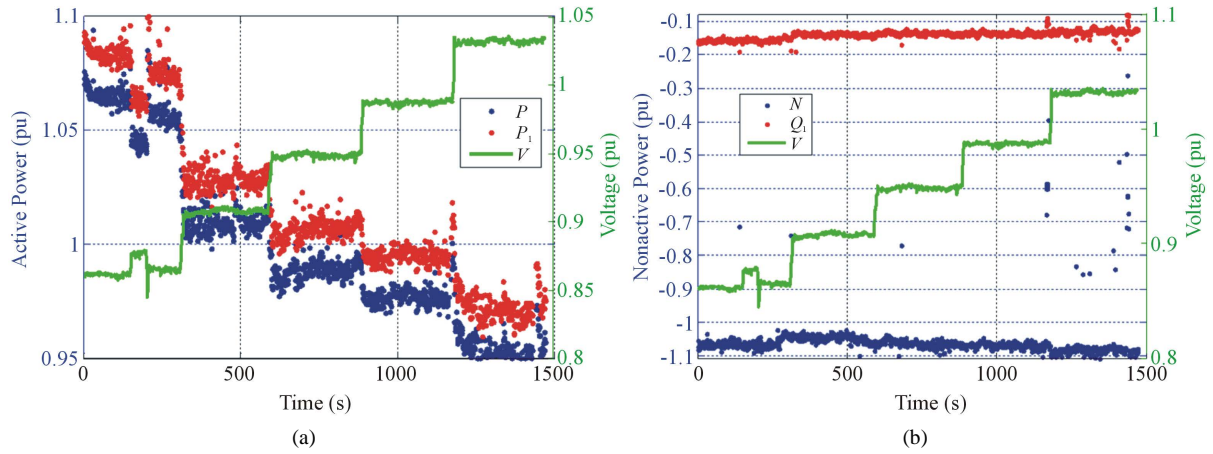 1.1
1.05
1
0.95
Active Power (pu)
P
P1
V
1.05
1
0.95
0.9
0.85
0.8
Voltage (pu)
0
500
1000
1500
Time (s)
(a)
-0.1
-0.2
-0.3
-0.4
-0.5
-0.6
-0.7
-0.8
-0.9
-1
-1.1
Nonactive Power (pu)
N
Q1
V
1.1
1
0.9
0.8
Voltage (pu)
0
500
1000
1500
Time (s)
(b)